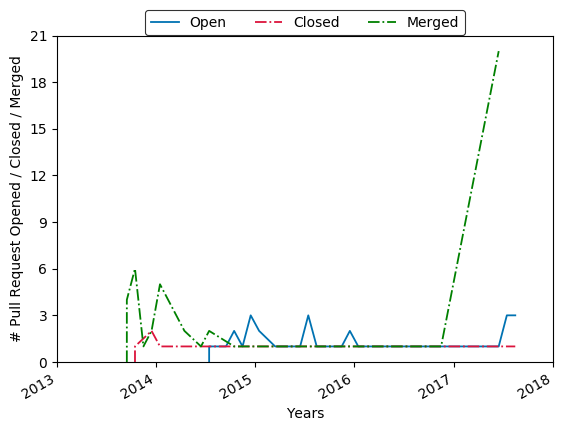 Open Closed Merged
# Pull Request Opened / Closed / Merged
21
18
15
12
9
6
3
0
2013 2014 2015 2016 2017 2018
Years